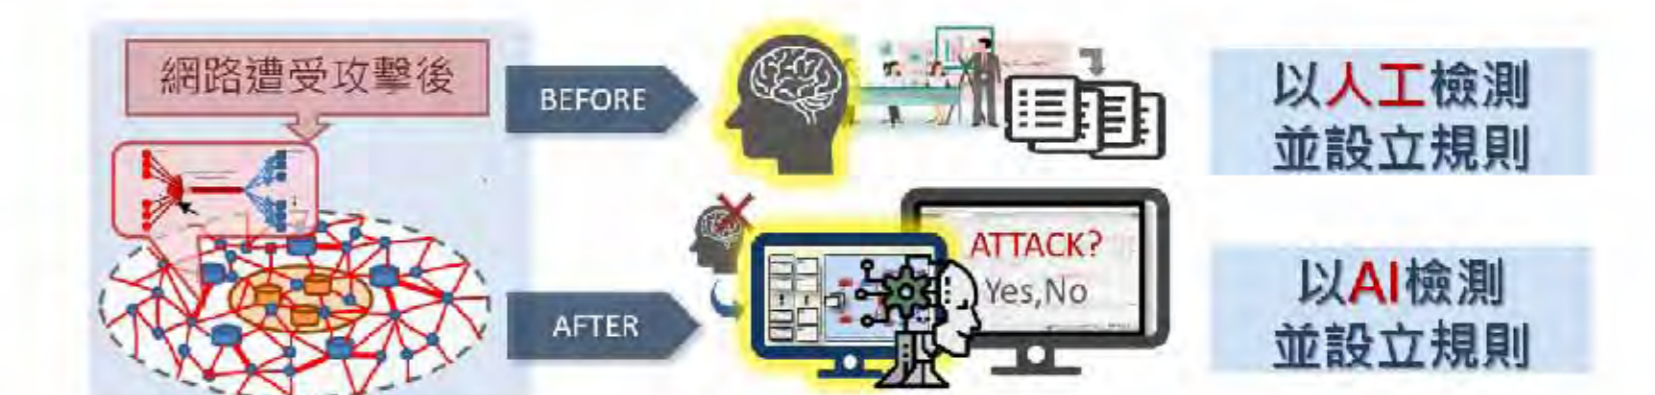 網路遭受攻擊後
BEFORE
以人工檢測
並設立規則
ATTACK?
Yes,No
AFTER
以AI檢測
並設立規則